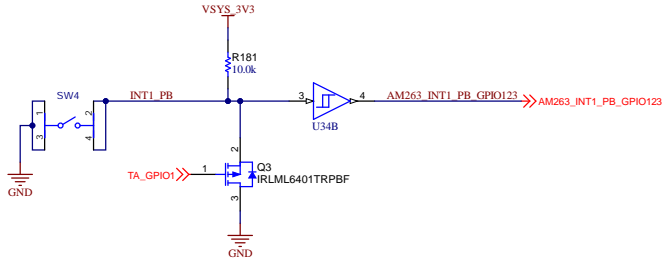 VSYS_3V3
R181
10.0k
SW4
INT1_PB
3
4
AM263_INT1_PB_GPIO123
AM263_INT1_PB_GPIO123
1
2
3
4
U34B
GND
2
TA_GPIO1
1
Q3
IRLML6401TRPBF
3
GND